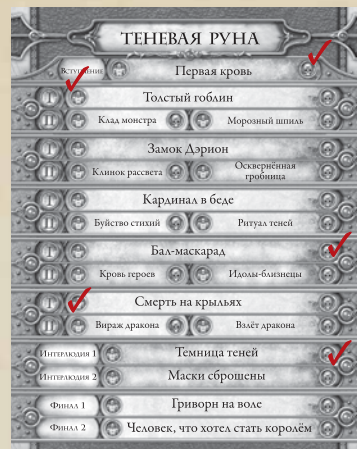 ТЕНЕВАЯ РУНА
Вступление Первая кровь
I Толстый гоблин
II Клад монстра Морозный шпиль
I Замок Дэрион
II Клинок рассвета Осквернённая
гробница
I Кардинал в беде
II Буйство стихий Ритуал теней
I Бал-маскарад
II Кровь героев Идолы-близнецы
I Смерть на крыльях
II Вираж дракона Взлёт дракона
Интерлюдия 1 Темница теней
Интерлюдия 2 Маски сброшены
Финал 1 Гриворн на воле
Финал 2 Человек, что хотел стать королём